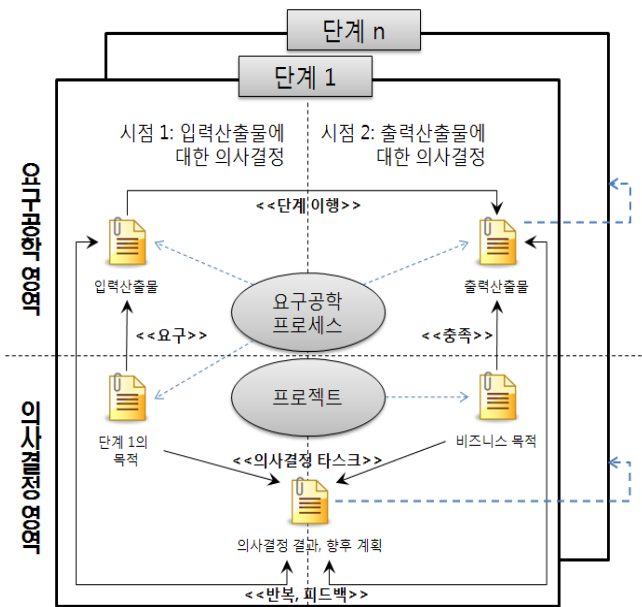 단계 n
단계 1
시점 1: 입력산출물에
대한 의사결정
시점 2: 출력산출물에
대한 의사결정
요구공학 영역
<<단계 이행>>
입력산출물
출력산출물
요구공학
프로세스
<<요구>>
<<충족>>
의사결정 영역
프로젝트
단계 1의
목적
비즈니스 목적
<<의사결정 타스크>>
의사결정 결과, 향후 계획
<<반복, 피드백>>